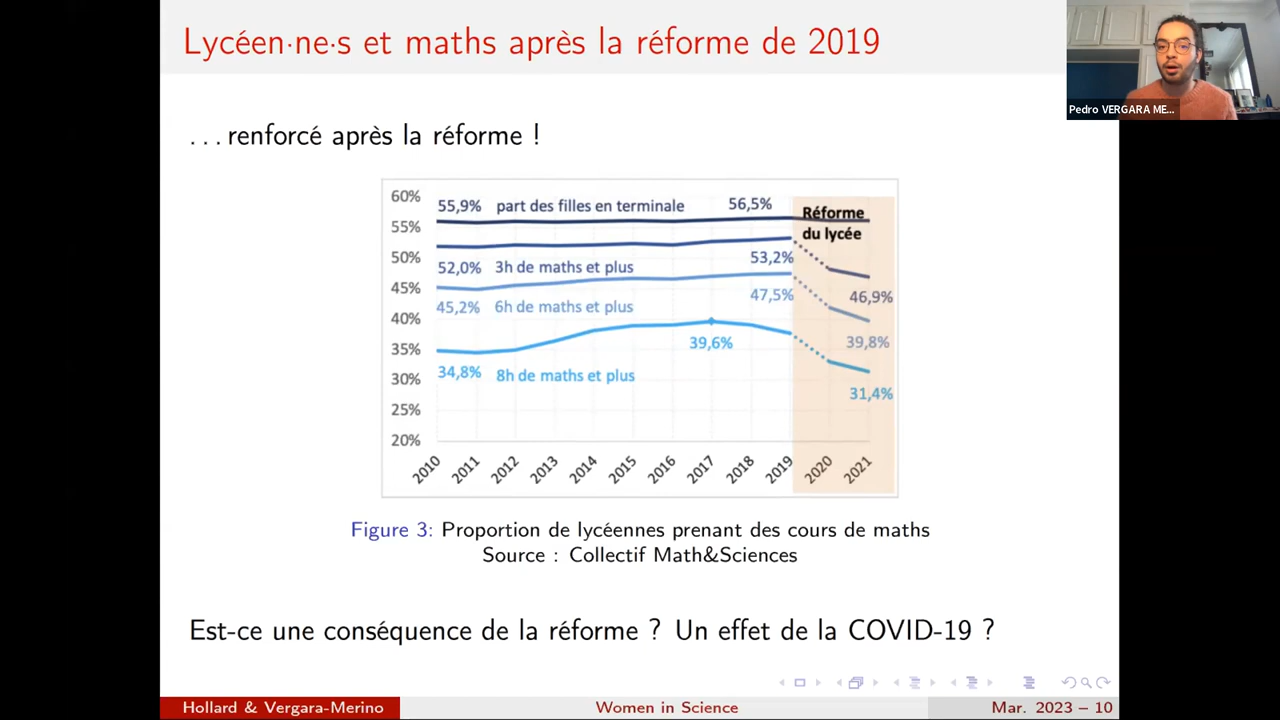 Lycéen·ne·s et maths après la réforme de 2019
Pedro VERGARA ME...
...renforcé après la réforme !
60%
55%
50%
45%
40%
35%
30%
25%
20%
55,9% part des filles en terminale 56,5%
Réforme
du lycée
52,0% 3h de maths et plus 53,2%
46,9%
45,2% 6h de maths et plus 47,5%
39,8%
39,6%
34,8% 8h de maths et plus
31,4%
2010 2011 2012 2013 2014 2015 2016 2017 2018 2019 2020 2021
Figure 3: Proportion de lycéennes prenant des cours de maths
Source : Collectif Math&Sciences
Est-ce une conséquence de la réforme ? Un effet de la COVID-19 ?
Hollard & Vergara-Merino Women in Science Mar. 2023 – 10